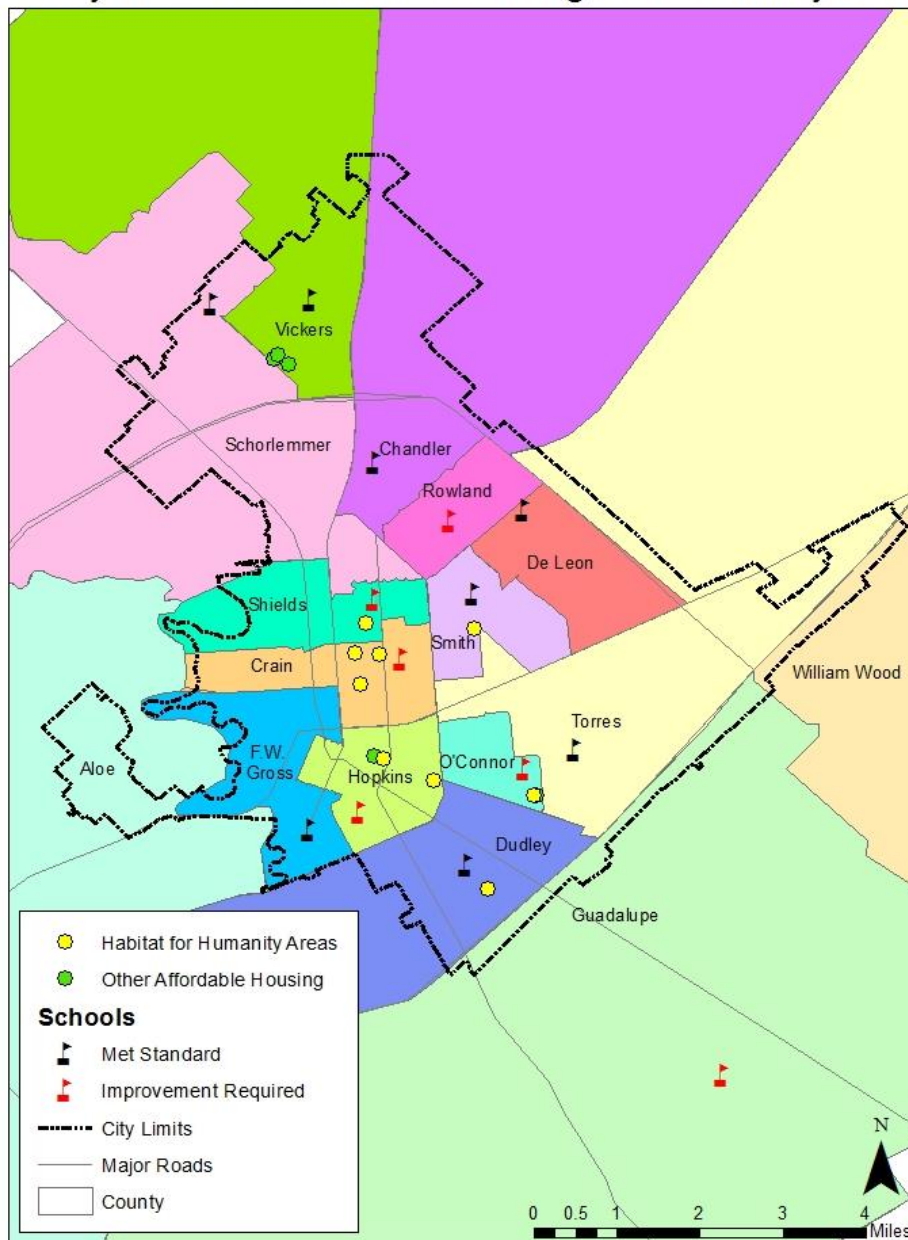 Vickers
Schorlemmer
Chandler
Rowland
De Leon
Shields
Smith
Crain
William Wood
Torres
Aloe
F.W.
Gross
Hopkins
O'Connor
Dudley
Guadalupe
Habitat for Humanity Areas
Other Affordable Housing
Schools
Met Standard
Improvement Required
City Limits
Major Roads
County
N
0 0.5 1 2 3 4
Miles